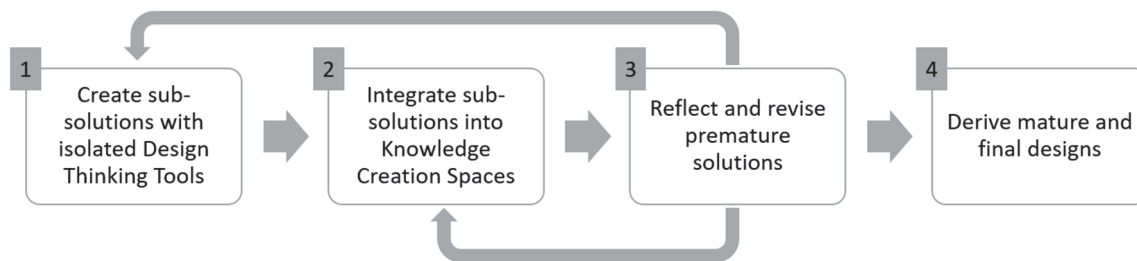 1
Create sub-
solutions with
isolated Design
Thinking Tools
2
Integrate sub-
solutions into
Knowledge
Creation Spaces
3
Reflect and revise
premature
solutions
4
Derive mature and
final designs